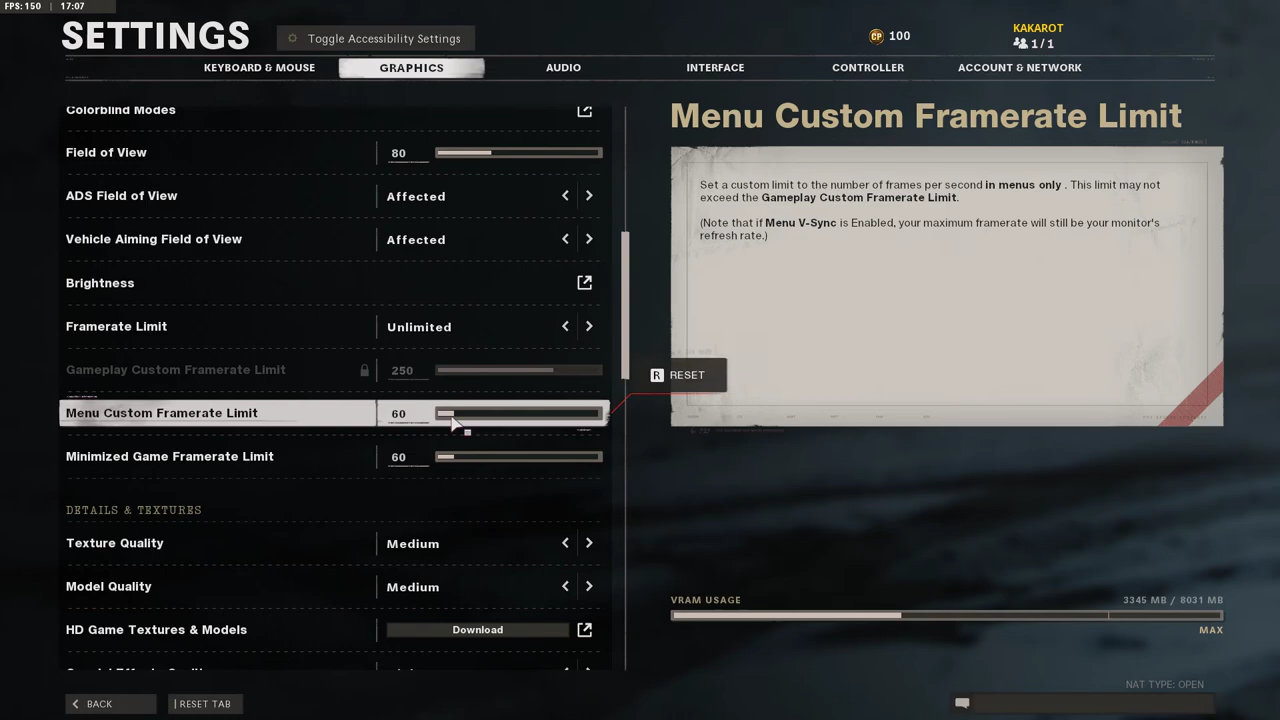 FPS: 150 | 17:07
SETTINGS
Toggle Accessibility Settings
CP 100
KAKAROT
1/1
KEYBOARD & MOUSE
GRAPHICS
AUDIO
INTERFACE
CONTROLLER
ACCOUNT & NETWORK
Colorblind Modes
Field of View 80
ADS Field of View Affected
Vehicle Aiming Field of View Affected
Brightness
Framerate Limit Unlimited
Gameplay Custom Framerate Limit 250
Menu Custom Framerate Limit 60
Minimized Game Framerate Limit 60
DETAILS & TEXTURES
Texture Quality Medium
Model Quality Medium
HD Game Textures & Models Download
R RESET
Menu Custom Framerate Limit
Set a custom limit to the number of frames per second in menus only . This limit may not
exceed the Gameplay Custom Framerate Limit.
(Note that if Menu V-Sync is Enabled, your maximum framerate will still be your monitor's
refresh rate.)
VRAM USAGE 3345 MB / 8031 MB
MAX
NAT TYPE: OPEN
BACK
| RESET TAB